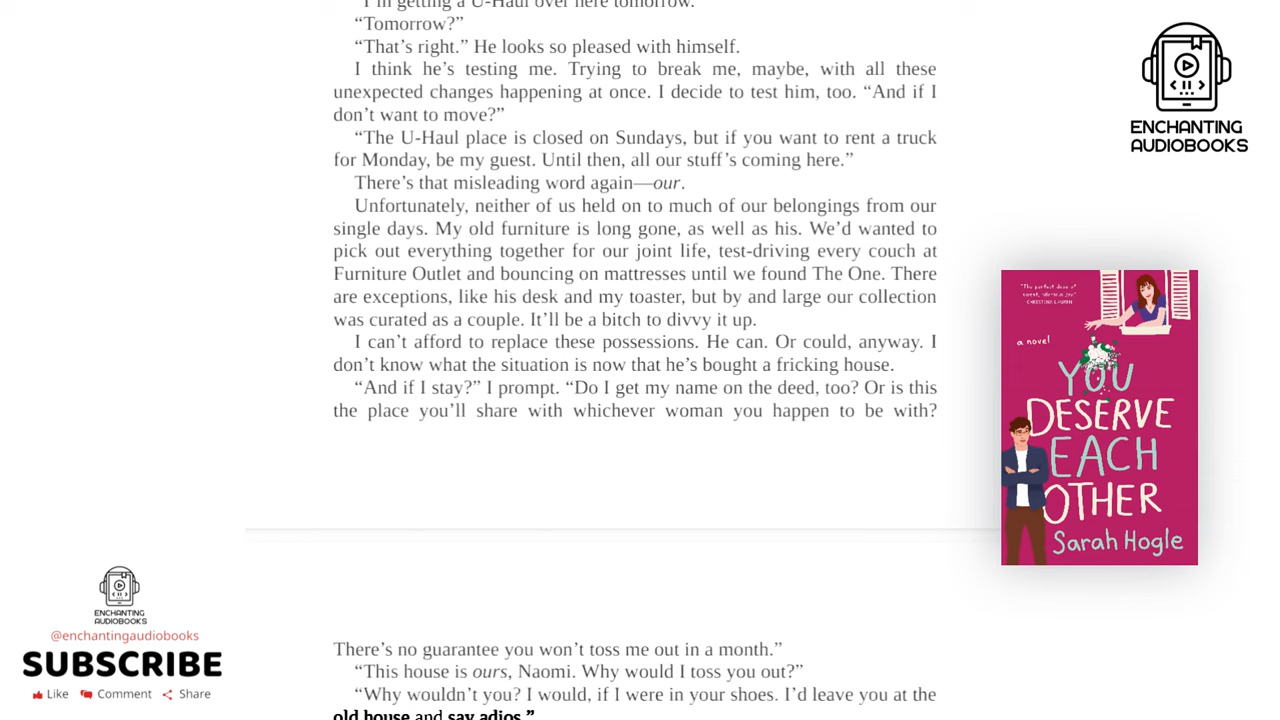 "I'm getting a U-Haul over here tomorrow."
"Tomorrow?"
"That's right." He looks so pleased with himself.
I think he's testing me. Trying to break me, maybe, with all these
unexpected changes happening at once. I decide to test him, too. "And if I
don't want to move?"
"The U-Haul place is closed on Sundays, but if you want to rent a truck
for Monday, be my guest. Until then, all our stuff's coming here."
There's that misleading word again—our.
Unfortunately, neither of us held on to much of our belongings from our
single days. My old furniture is long gone, as well as his. We'd wanted to
pick out everything together for our joint life, test-driving every couch at
Furniture Outlet and bouncing on mattresses until we found The One. There
are exceptions, like his desk and my toaster, but by and large our collection
was curated as a couple. It'll be a bitch to divvy it up.
I can't afford to replace these possessions. He can. Or could, anyway. I
don't know what the situation is now that he's bought a fricking house.
"And if I stay?" I prompt. "Do I get my name on the deed, too? Or is this
the place you'll share with whichever woman you happen to be with?
There's no guarantee you won't toss me out in a month."
"This house is ours, Naomi. Why would I toss you out?"
"Why wouldn't you? I would, if I were in your shoes. I'd leave you at the
old house and say adios."
ENCHANTING
AUDIOBOOKS
"The perfect dose of
CHRISTINA LAUREN
a novel
YOU
DESERVE
EACH
OTHER
Sarah Hogle
ENCHANTING
AUDIOBOOKS
@enchantingaudiobooks
SUBSCRIBE
Like Comment Share